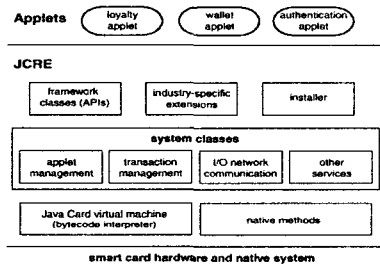 Applets
loyalty
applet
wallet
applet
authentication
applet
JCRE
framework
classes (APIs)
industry-specific
extensions
installer
system classes
applet
management
transaction
management
I/O network
communication
other
services
Java Card virtual machine
(bytecode interpreter)
native methods
smart card hardware and native system